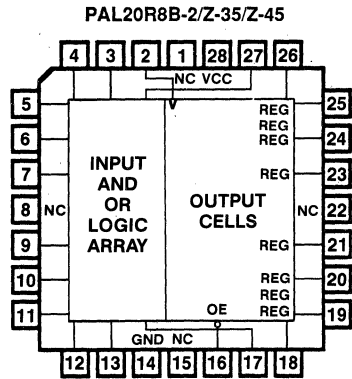 PAL20R8B-2/Z-35/Z-45
4 3 2 1 28 27 26
NC VCC
5 25
REG
REG
6 REG 24
INPUT
AND
OR
LOGIC
ARRAY
OUTPUT
CELLS
7 REG 23
8 NC NC 22
9 REG 21
10 REG 20
REG
11 OE REG 19
GND NC
12 13 14 15 16 17 18